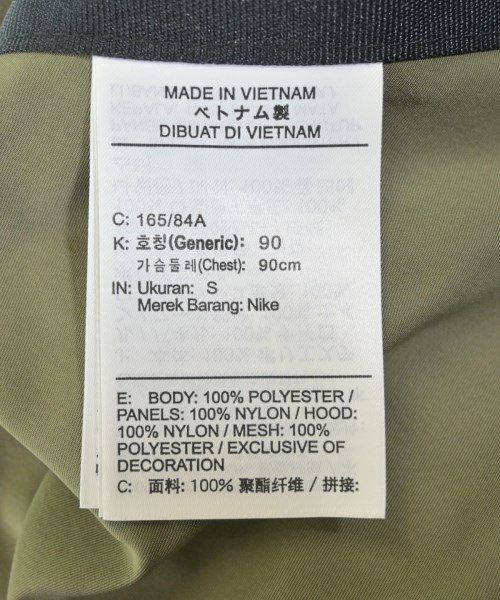 MADE IN VIETNAM
ベトナム製
DIBUAT DI VIETNAM
C: 165/84A
K: 호칭(Generic): 90
가슴둘레(Chest): 90cm
IN: Ukuran: S
Merek Barang: Nike
E: BODY: 100% POLYESTER /
PANELS: 100% NYLON / HOOD:
100% NYLON / MESH: 100%
POLYESTER / EXCLUSIVE OF
DECORATION
C: 面料: 100% 聚酯纤维 / 拼接: